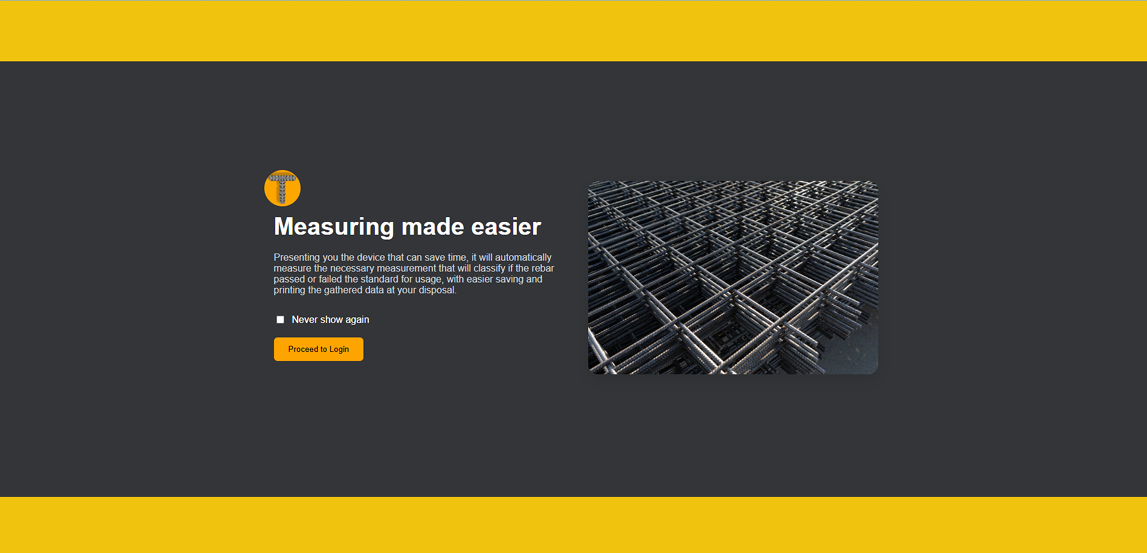 T
Measuring made easier
Presenting you the device that can save time, it will automatically
measure the necessary measurement that will classify if the rebar
passed or failed the standard for usage, with easier saving and
printing the gathered data at your disposal.
Never show again
Proceed to Login